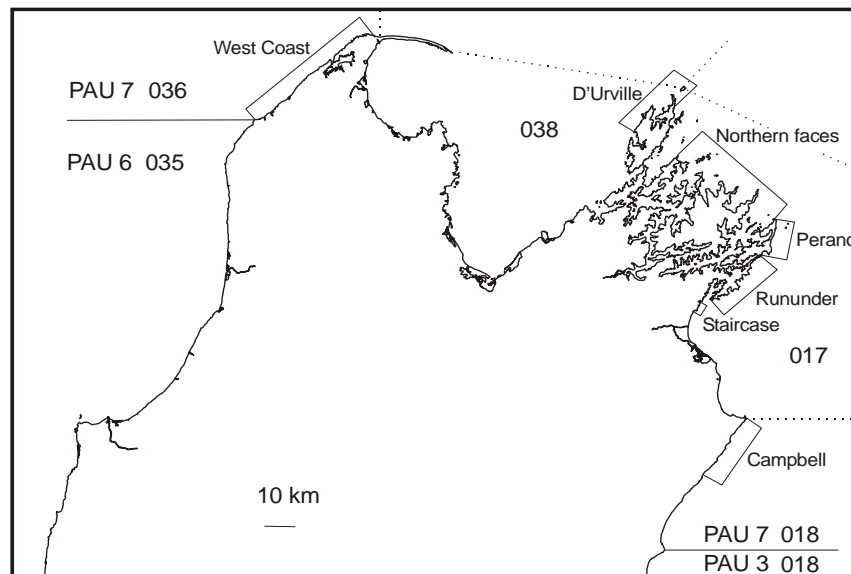 West Coast
PAU 7 036
D'Urville
038
Northern faces
PAU 6 035
Perano
Rununder
Staircase
017
Campbell
10 km
PAU 7 018
PAU 3 018